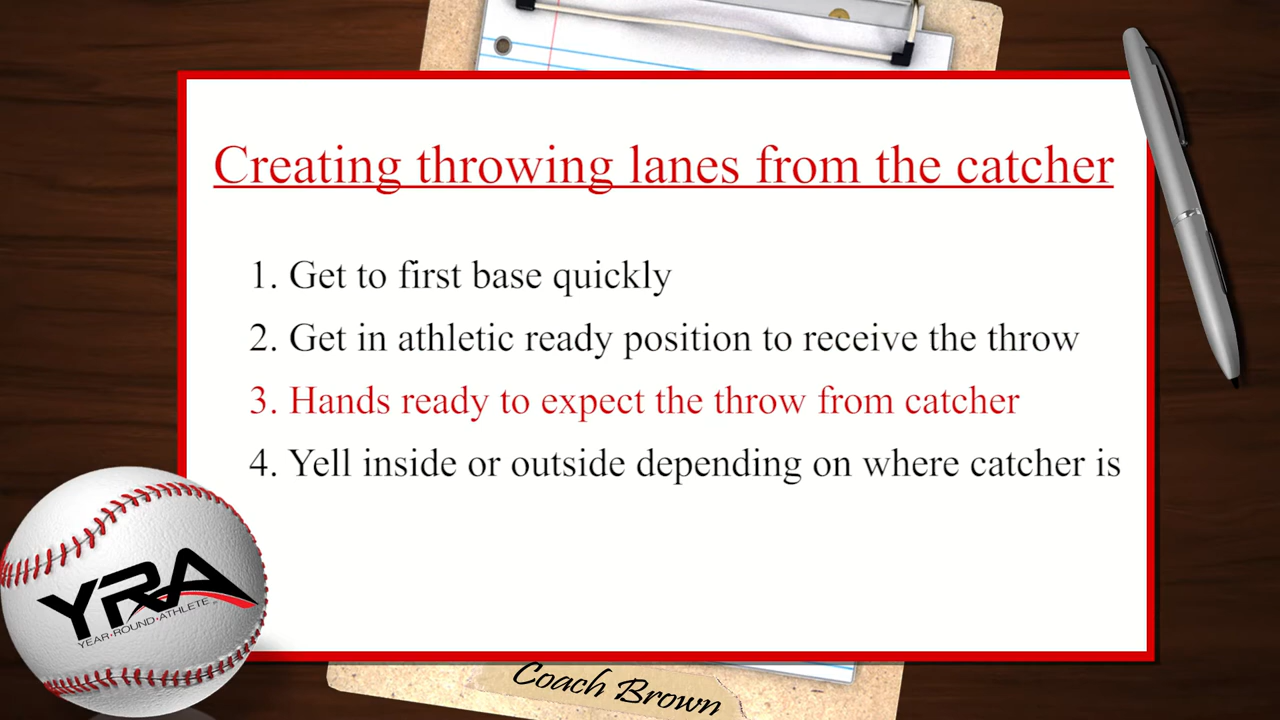 Creating throwing lanes from the catcher
1. Get to first base quickly
2. Get in athletic ready position to receive the throw
3. Hands ready to expect the throw from catcher
4. Yell inside or outside depending on where catcher is
YRA
YEAR·ROUND·ATHLETE
Coach Brown